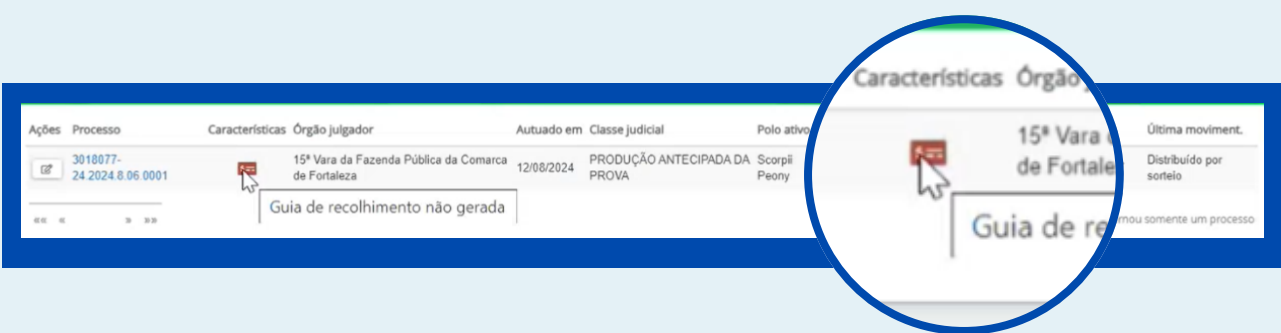 Ações Processo Características Órgão julgador Autuado em Classe judicial Polo ativo Última moviment.
3018077- 15ª Vara da Fazenda Pública da Comarca 12/08/2024 PRODUÇÃO ANTECIPADA DA Scorpii Distribuído por
24.2024.8.06.0001 de Fortaleza PROVA Peony sorteio
Guia de recolhimento não gerada
«« « » »»
somente um processo
Características Órgão
15ª Vara
de Fortale
Guia de re